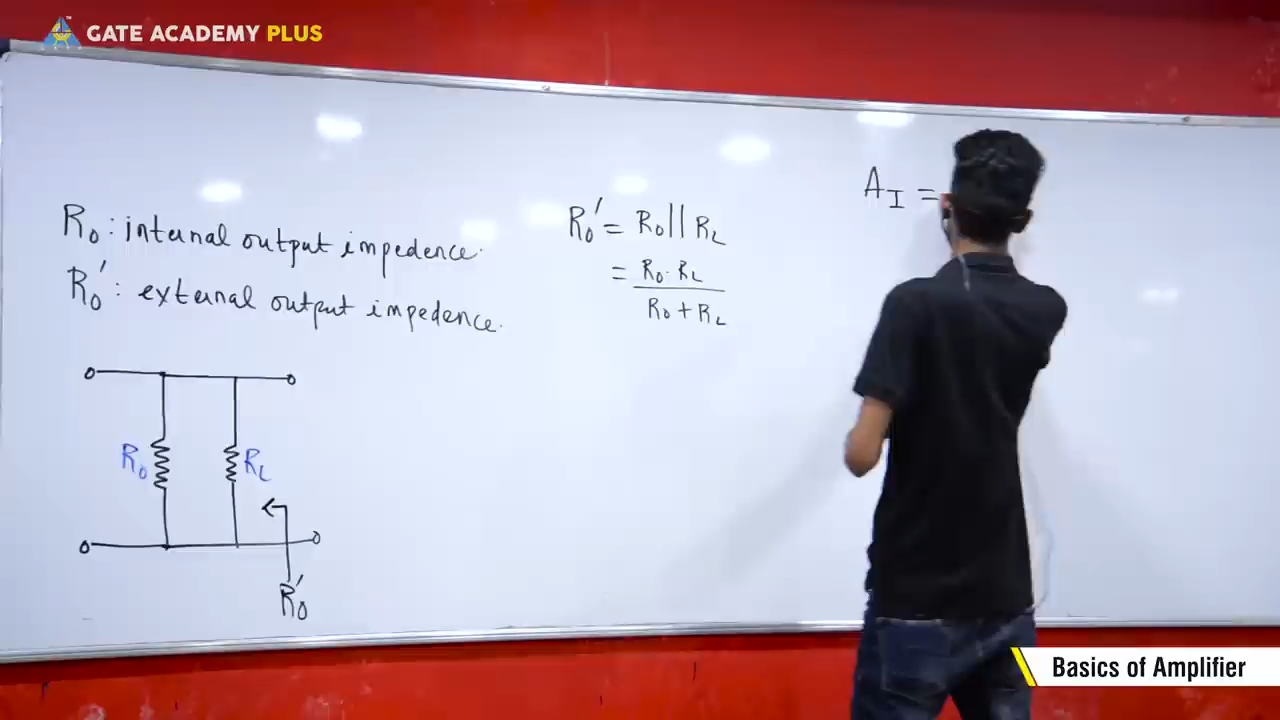 GATE ACADEMY PLUS
R₀ : internal output impedence.
R₀′ : external output impedence.
R₀′ = R₀ || R_L
= R₀ · R_L
R₀ + R_L
A_I =
R₀
R_L
R₀′
Basics of Amplifier